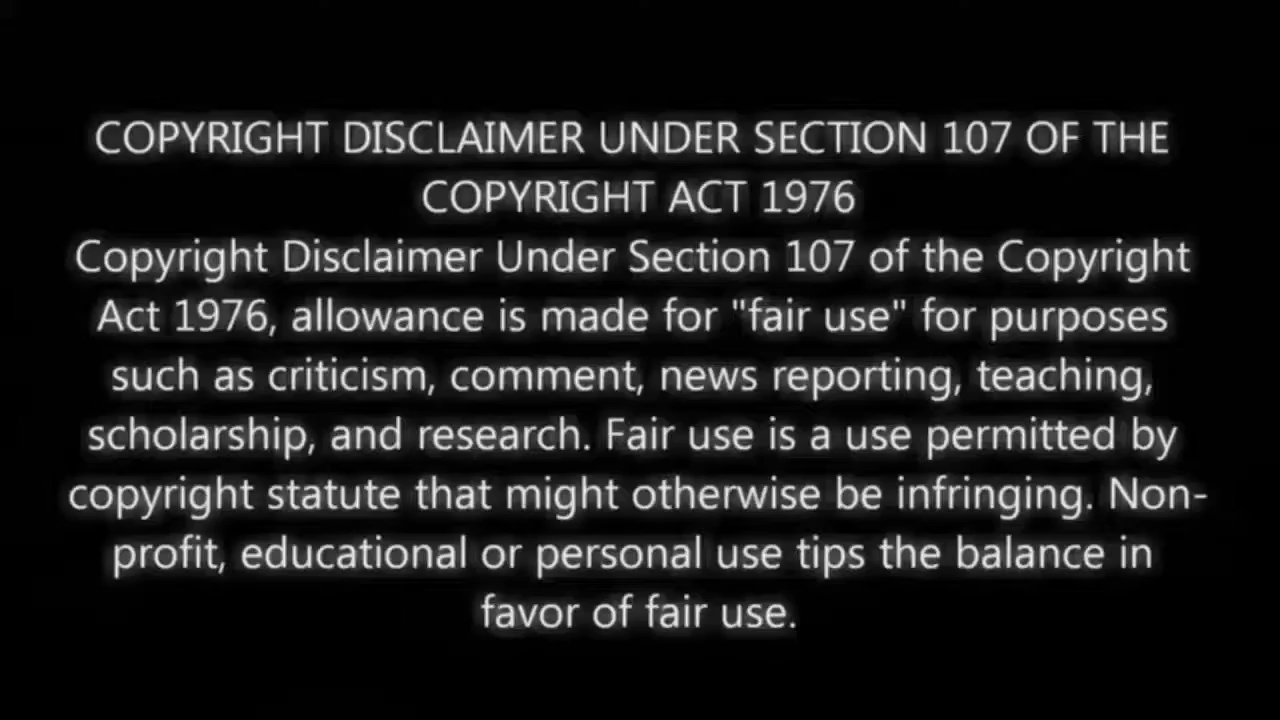 COPYRIGHT DISCLAIMER UNDER SECTION 107 OF THE
COPYRIGHT ACT 1976
Copyright Disclaimer Under Section 107 of the Copyright
Act 1976, allowance is made for "fair use" for purposes
such as criticism, comment, news reporting, teaching,
scholarship, and research. Fair use is a use permitted by
copyright statute that might otherwise be infringing. Non-
profit, educational or personal use tips the balance in
favor of fair use.